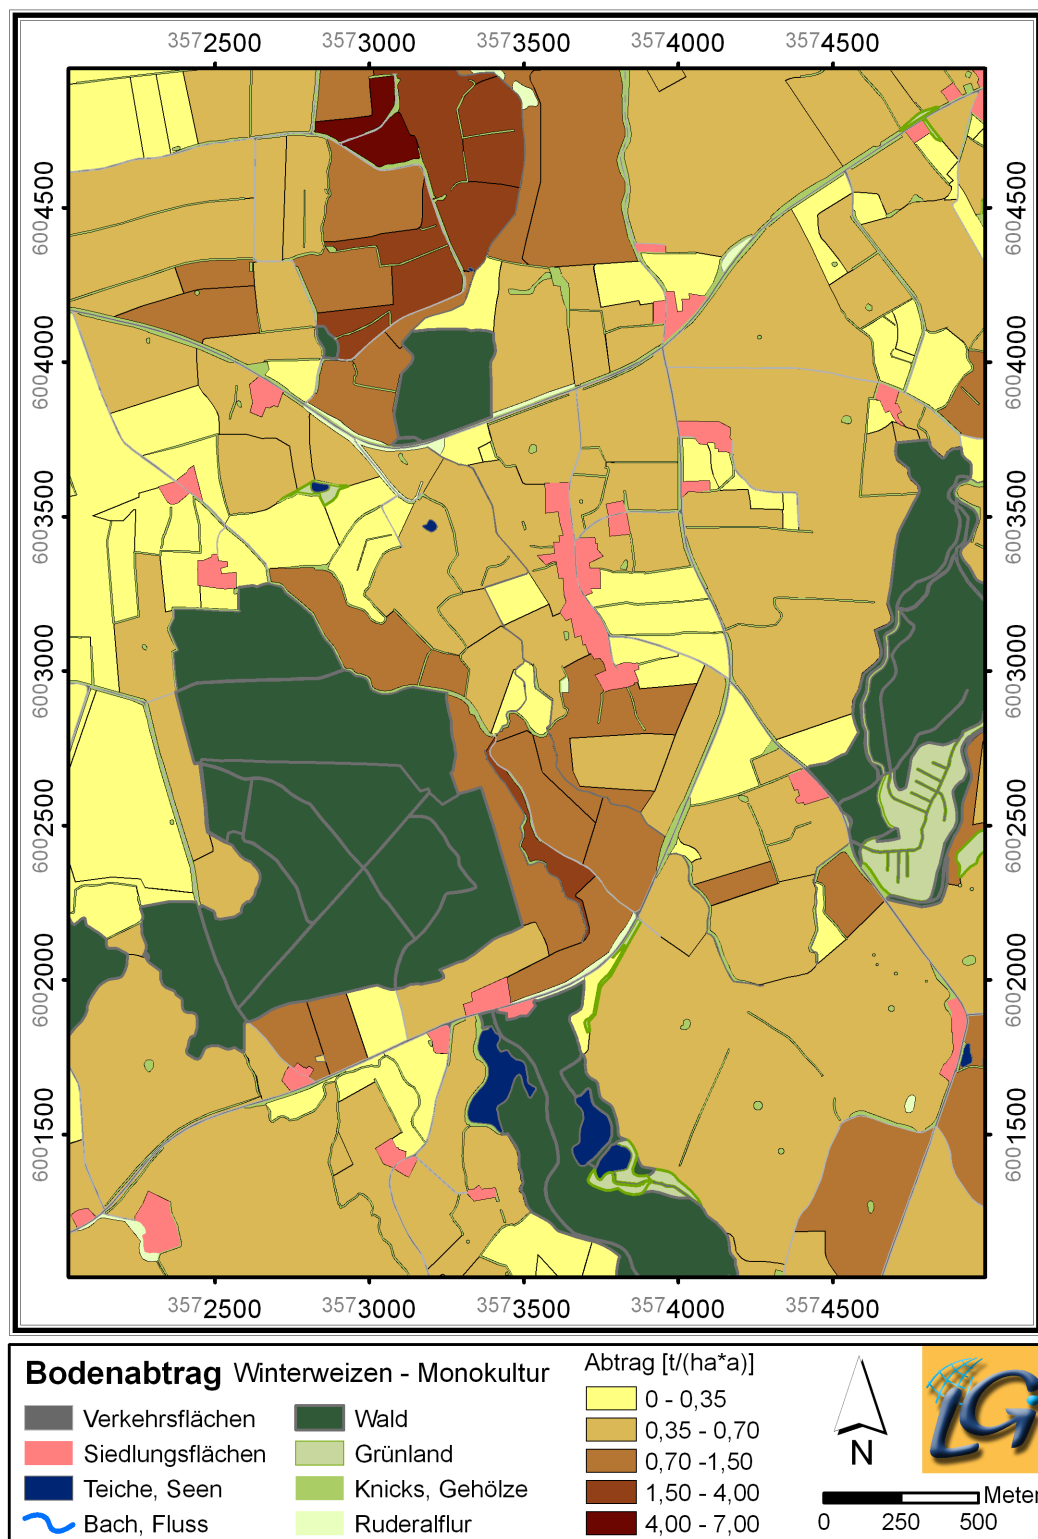 3572500 3573000 3573500 3574000 3574500
6004500 6004500
6004000 6004000
6003500 6003500
6003000 6003000
6002500 6002500
6002000 6002000
6001500 6001500
3572500 3573000 3573500 3574000 3574500
Bodenabtrag Winterweizen - Monokultur
Verkehrsflächen
Siedlungsflächen
Teiche, Seen
Bach, Fluss
Wald
Grünland
Knicks, Gehölze
Ruderalflur
Abtrag [t/(ha*a)]
0 - 0,35
0,35 - 0,70
0,70 -1,50
1,50 - 4,00
4,00 - 7,00
N
LGi
Meter
0 250 500